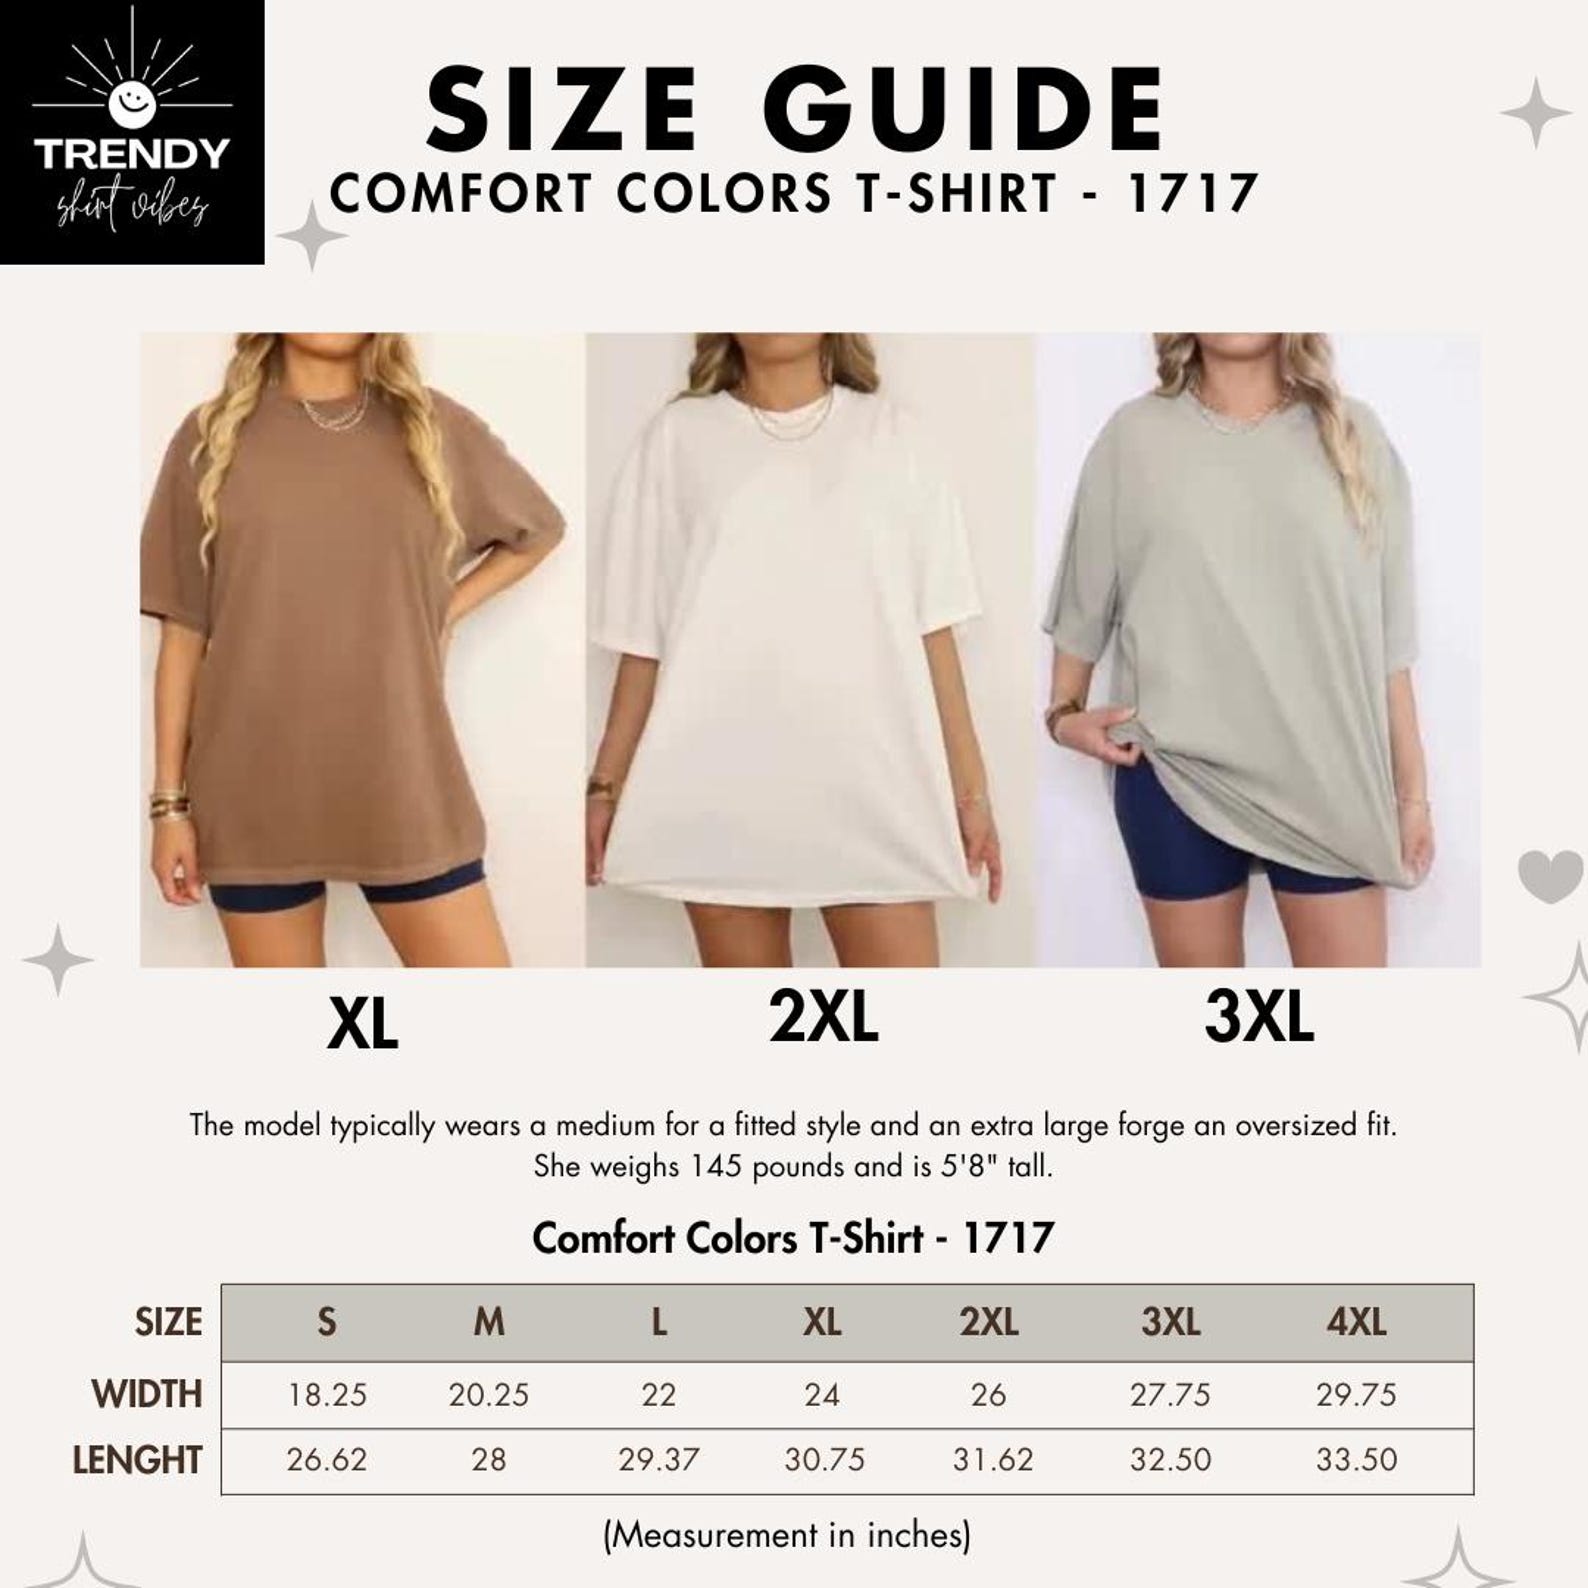 TRENDY
shirt vibes
SIZE GUIDE
COMFORT COLORS T-SHIRT - 1717
XL
2XL
3XL
The model typically wears a medium for a fitted style and an extra large forge an oversized fit.
She weighs 145 pounds and is 5'8" tall.
Comfort Colors T-Shirt - 1717
SIZE S M L XL 2XL 3XL 4XL
WIDTH 18.25 20.25 22 24 26 27.75 29.75
LENGHT 26.62 28 29.37 30.75 31.62 32.50 33.50
(Measurement in inches)